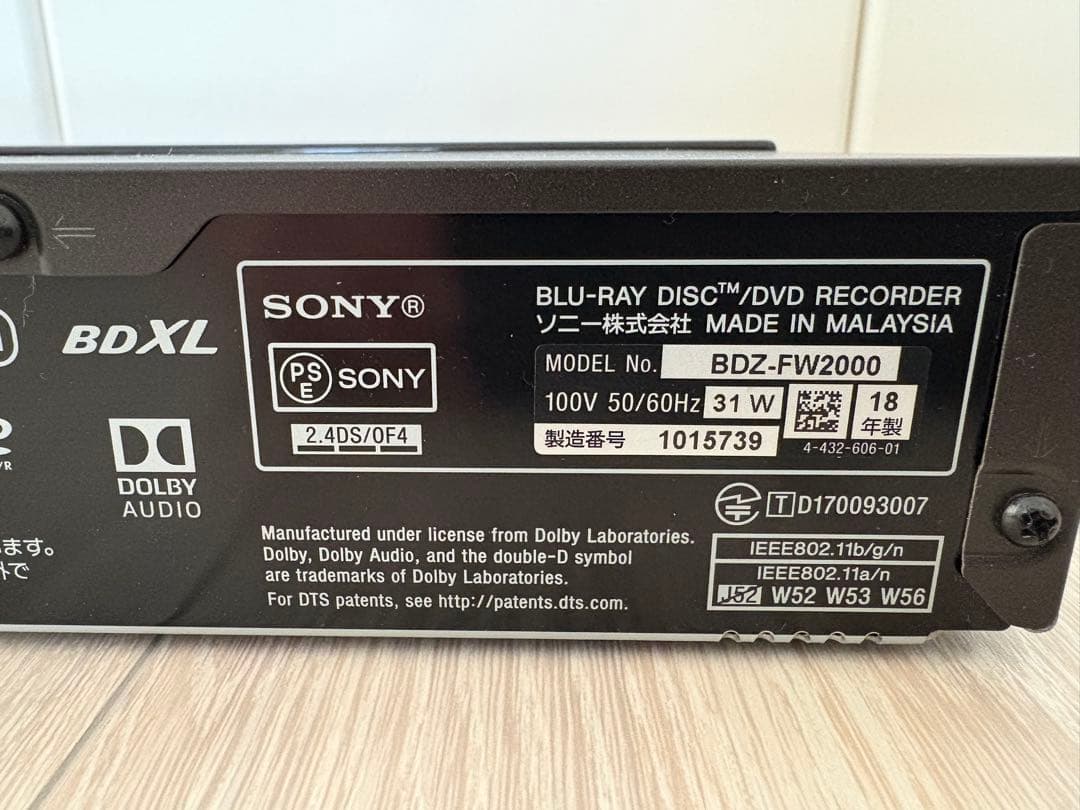 BDXL
DOLBY
AUDIO
ます。
外で
SONY®
PS
E
SONY
2.4DS/OF4
BLU-RAY DISC™/DVD RECORDER
ソニー株式会社 MADE IN MALAYSIA
MODEL No. BDZ-FW2000
100V 50/60Hz 31 W
18
年製
製造番号 1015739
4-432-606-01
T D170093007
Manufactured under license from Dolby Laboratories.
Dolby, Dolby Audio, and the double-D symbol
are trademarks of Dolby Laboratories.
For DTS patents, see http://patents.dts.com.
IEEE802.11b/g/n
IEEE802.11a/n
J52 W52 W53 W56